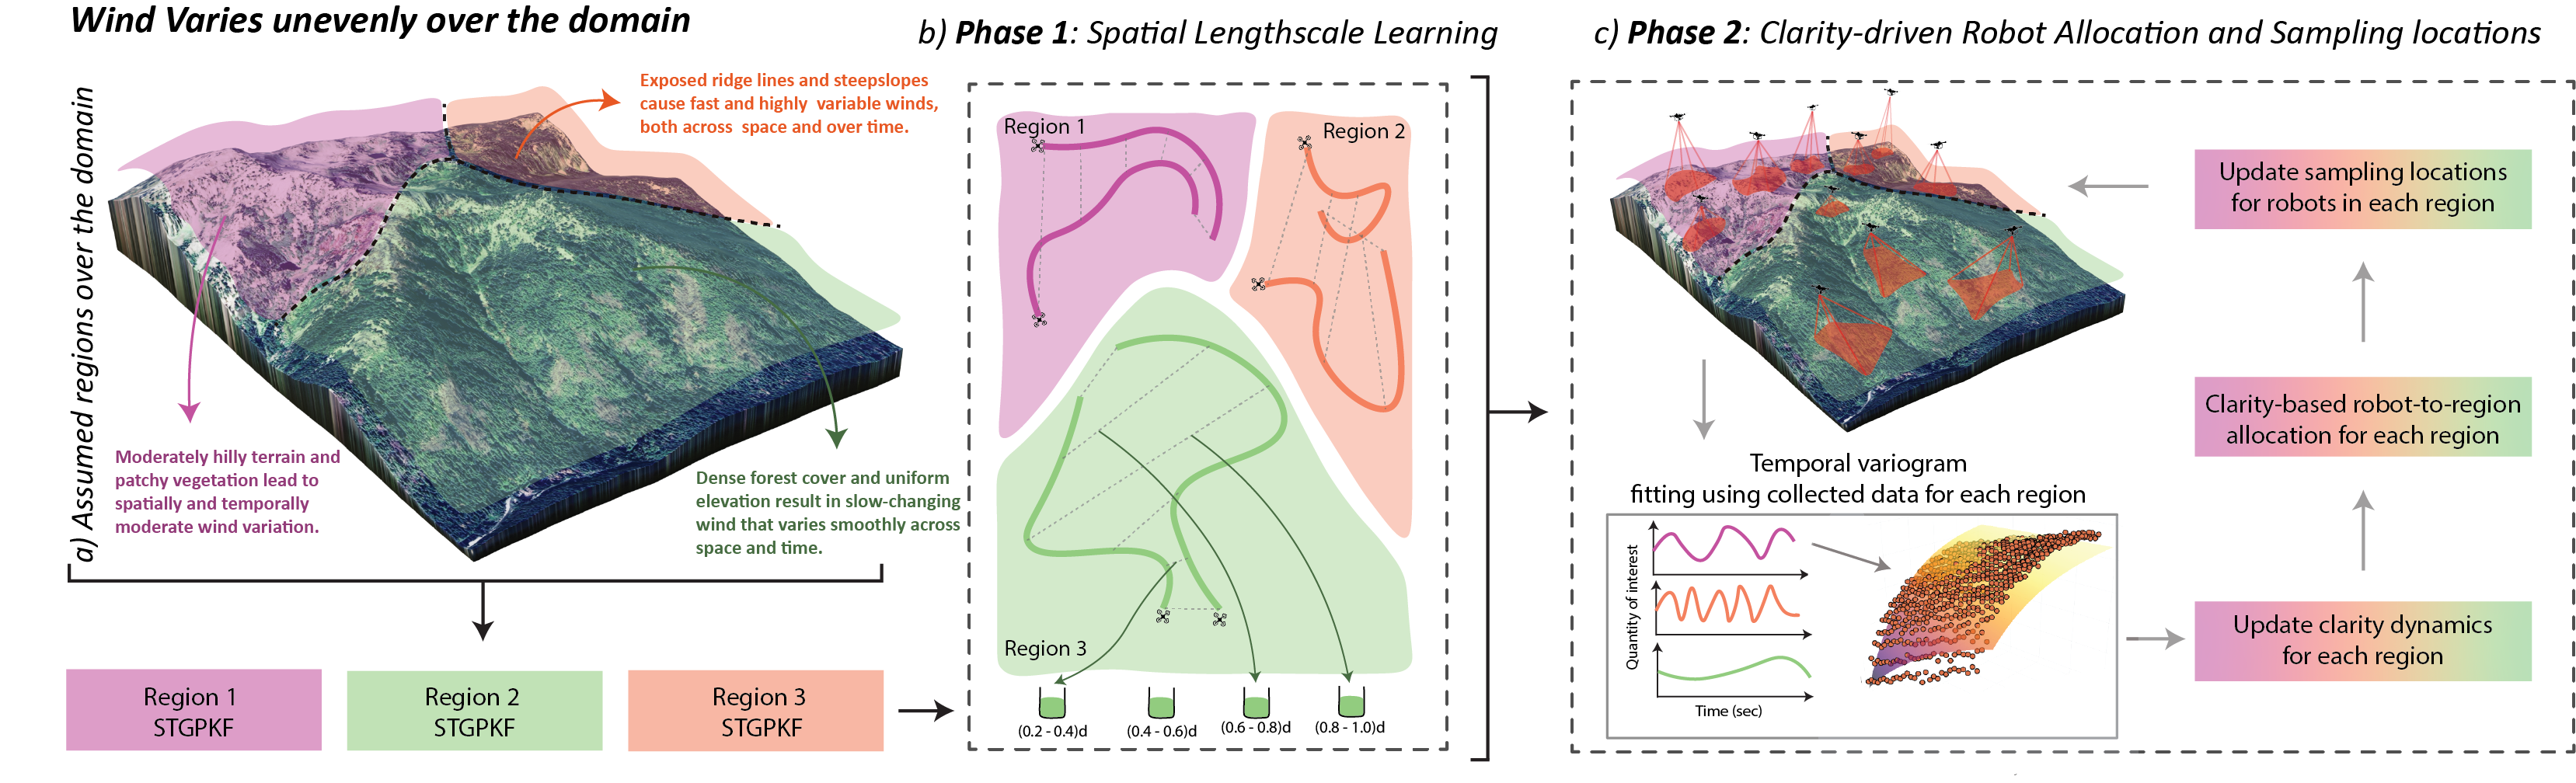 Wind Varies unevenly over the domain
a) Assumed regions over the domain
Exposed ridge lines and steepslopes
cause fast and highly variable winds,
both across space and over time.
Moderately hilly terrain and
patchy vegetation lead to
spatially and temporally
moderate wind variation.
Dense forest cover and uniform
elevation result in slow-changing
wind that varies smoothly across
space and time.
Region 1
STGPKF
Region 2
STGPKF
Region 3
STGPKF
b) Phase 1: Spatial Lengthscale Learning
Region 1
Region 2
Region 3
(0.2 - 0.4)d
(0.4 - 0.6)d
(0.6 - 0.8)d
(0.8 - 1.0)d
c) Phase 2: Clarity-driven Robot Allocation and Sampling locations
Temporal variogram
fitting using collected data for each region
Quantity of interest
Time (sec)
Update sampling locations
for robots in each region
Clarity-based robot-to-region
allocation for each region
Update clarity dynamics
for each region